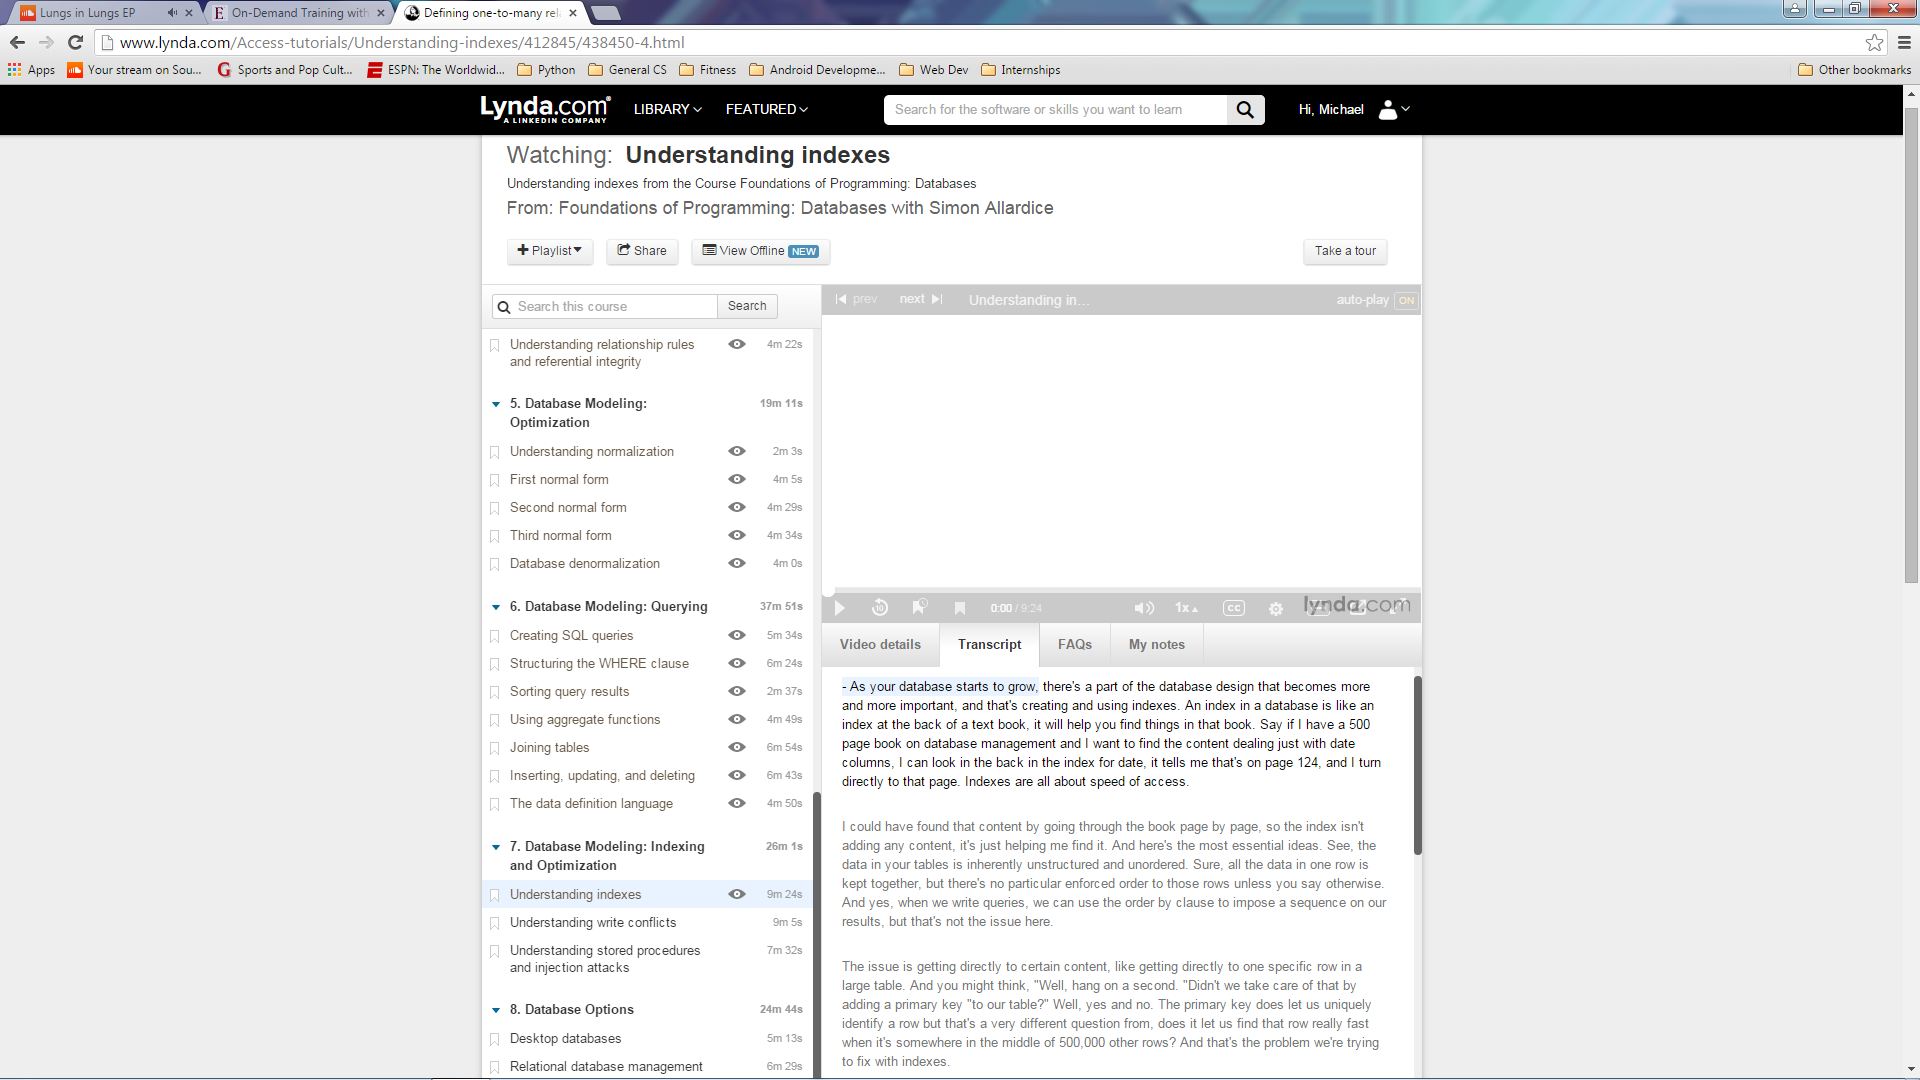 Lungs in Lungs EP
On-Demand Training with
Defining one-to-many rel
www.lynda.com/Access-tutorials/Understanding-indexes/412845/438450-4.html
Apps
Your stream on Sou...
Sports and Pop Cult...
ESPN: The Worldwid...
Python
General CS
Fitness
Android Developme...
Web Dev
Internships
Other bookmarks
Lynda.com®
A LINKEDIN COMPANY
LIBRARY
FEATURED
Search for the software or skills you want to learn
Hi, Michael
Watching: Understanding indexes
Understanding indexes from the Course Foundations of Programming: Databases
From: Foundations of Programming: Databases with Simon Allardice
Playlist
Share
View Offline NEW
Take a tour
Search this course
Search
Understanding relationship rules
and referential integrity
4m 22s
5. Database Modeling:
Optimization
19m 11s
Understanding normalization 2m 3s
First normal form 4m 5s
Second normal form 4m 29s
Third normal form 4m 34s
Database denormalization 4m 0s
6. Database Modeling: Querying 37m 51s
Creating SQL queries 5m 34s
Structuring the WHERE clause 6m 24s
Sorting query results 2m 37s
Using aggregate functions 4m 49s
Joining tables 6m 54s
Inserting, updating, and deleting 6m 43s
The data definition language 4m 50s
7. Database Modeling: Indexing
and Optimization
26m 1s
Understanding indexes 9m 24s
Understanding write conflicts 9m 5s
Understanding stored procedures
and injection attacks
7m 32s
8. Database Options 24m 44s
Desktop databases 5m 13s
Relational database management 6m 29s
prev
next
Understanding in...
auto-play ON
10
0:00 / 9:24
1x
CC
lynda.com
Video details
Transcript
FAQs
My notes
- As your database starts to grow, there's a part of the database design that becomes more
and more important, and that's creating and using indexes. An index in a database is like an
index at the back of a text book, it will help you find things in that book. Say if I have a 500
page book on database management and I want to find the content dealing just with date
columns, I can look in the back in the index for date, it tells me that's on page 124, and I turn
directly to that page. Indexes are all about speed of access.
I could have found that content by going through the book page by page, so the index isn't
adding any content, it's just helping me find it. And here's the most essential ideas. See, the
data in your tables is inherently unstructured and unordered. Sure, all the data in one row is
kept together, but there's no particular enforced order to those rows unless you say otherwise.
And yes, when we write queries, we can use the order by clause to impose a sequence on our
results, but that's not the issue here.
The issue is getting directly to certain content, like getting directly to one specific row in a
large table. And you might think, "Well, hang on a second. "Didn't we take care of that by
adding a primary key "to our table?" Well, yes and no. The primary key does let us uniquely
identify a row but that's a very different question from, does it let us find that row really fast
when it's somewhere in the middle of 500,000 other rows? And that's the problem we're trying
to fix with indexes.